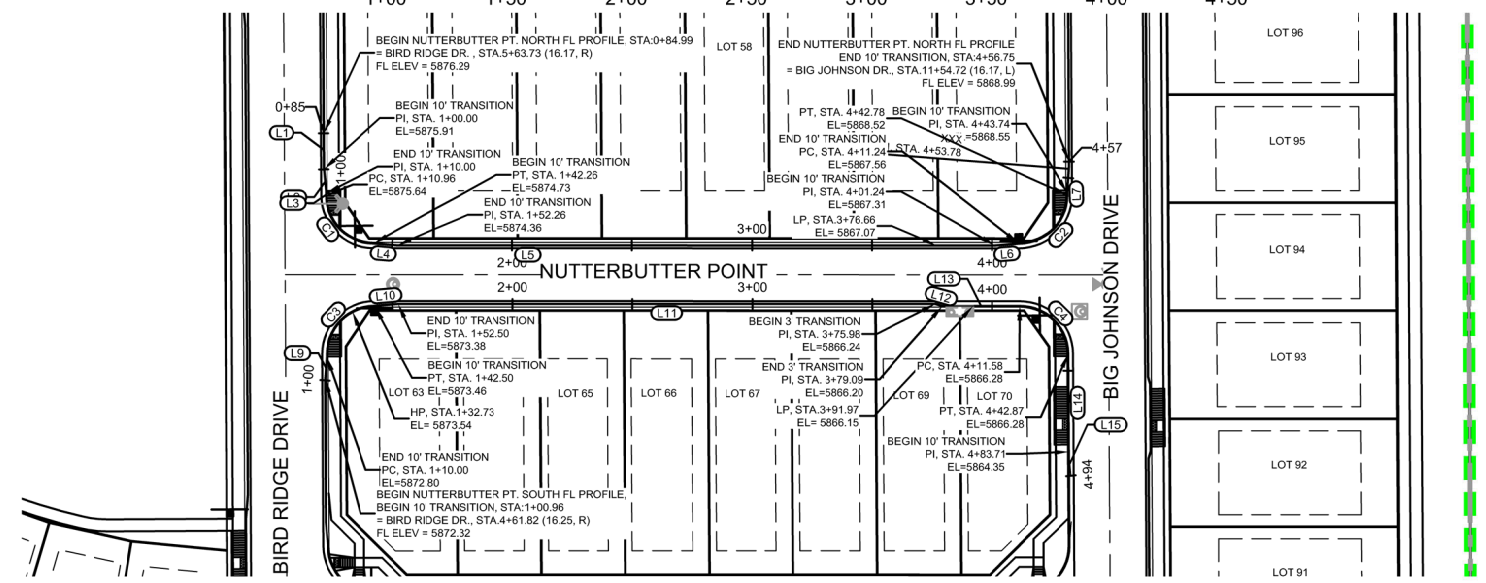 1+00 1+50 2+00 2+50 3+00 3+50 4+00 4+50
BEGIN NUTTERBUTTER PT. NORTH FL PROFILE, STA:0+84.99
= BIRD RIDGE DR. , STA.5+63.73 (16.17, R)
FL ELEV = 5876.29
LOT 58
END NUTTERBUTTER PT. NORTH FL PROFILE
END 10' TRANSITION, STA:4+56.75
= BIG JOHNSON DR., STA.11+54.72 (16.17, L)
FL ELEV = 5868.99
LOT 96
0+85
L1
BEGIN 10' TRANSITION
PI, STA. 1+00.00
EL=5875.91
PT, STA. 4+42.78
EL=5868.52
BEGIN 10' TRANSITION
PI, STA. 4+43.74
XXX.=5868.55
END 10' TRANSITION
PC, STA. 4+11.24
EL=5867.56
STA. 4+53.78
4+57
LOT 95
END 10' TRANSITION
PI, STA. 1+10.00
PC, STA. 1+10.96
EL=5875.64
1+00
BEGIN 10' TRANSITION
PT, STA. 1+42.26
EL=5874.73
END 10' TRANSITION
PI, STA. 1+52.26
EL=5874.36
BEGIN 10' TRANSITION
PI, STA. 4+01.24
EL=5867.31
LP, STA.3+76.66
EL= 5867.07
L3
L7
C1
C2
L4
L5
L6
3+00
2+00
4+00
NUTTERBUTTER POINT
BIG JOHNSON DRIVE
LOT 94
L10
2+00
3+00
L12
L13
4+00
C3
L11
C4
END 10' TRANSITION
PI, STA. 1+52.50
EL=5873.38
BEGIN 3 TRANSITION
PI, STA. 3+75.98
EL=5866.24
L9
1+00
BEGIN 10' TRANSITION
PT, STA. 1+42.50
EL=5873.46
END 3' TRANSITION
PI, STA. 3+79.09
EL=5866.20
PC, STA. 4+11.58
EL=5866.28
LOT 93
LOT 63
LOT 65
LOT 66
LOT 67
LOT 69
LOT 70
HP, STA.1+32.73
EL= 5873.54
LP, STA.3+91.97
EL= 5866.15
PT, STA. 4+42.87
EL=5866.28
L14
L15
BEGIN 10' TRANSITION
PI, STA. 4+83.71
EL=5864.35
4+94
LOT 92
BIRD RIDGE DRIVE
END 10' TRANSITION
PC, STA. 1+10.00
EL=5872.80
BEGIN NUTTERBUTTER PT. SOUTH FL PROFILE,
BEGIN 10 TRANSITION, STA:1+00.96
= BIRD RIDGE DR., STA.4+61.82 (16.25, R)
FL ELEV = 5872.32
LOT 91